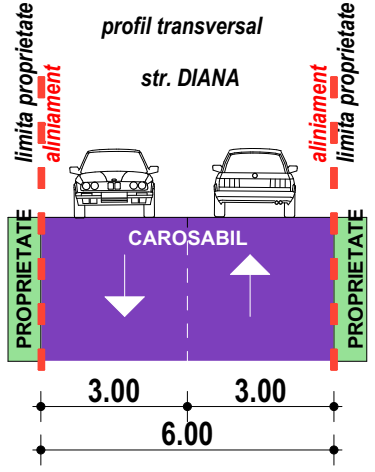 profil transversal
str. DIANA
limita proprietate
aliniament
aliniament
limita proprietate
CAROSABIL
PROPRIETATE
PROPRIETATE
3.00
3.00
6.00